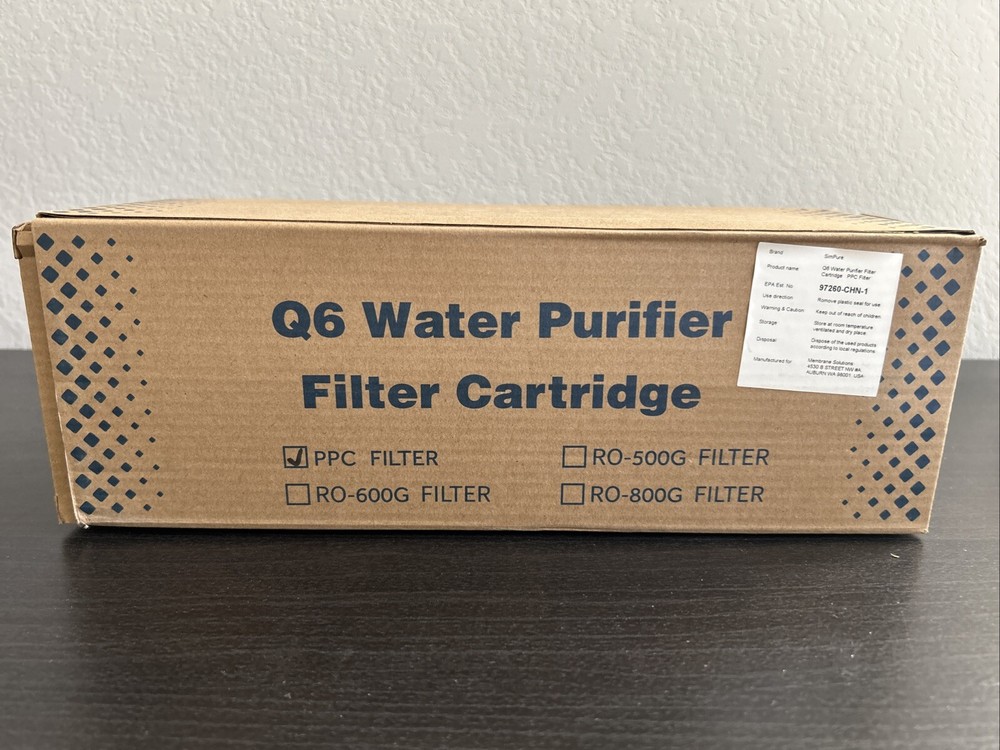 Q6 Water Purifier
Filter Cartridge
PPC FILTER
RO-500G FILTER
RO-600G FILTER
RO-800G FILTER
Brand SimPure
Product name Q6 Water Purifier Filter
Cartridge PPC Filter
EPA Est. No. 97260-CHN-1
Use direction Remove plastic seal for use
Warning & Caution Keep out of reach of children
Storage Store at room temperature
ventilated and dry place
Disposal Dispose of the used products
according to local regulations
Manufactured for Membrane Solutions
4530 B STREET NW
AUBURN WA 98001 USA